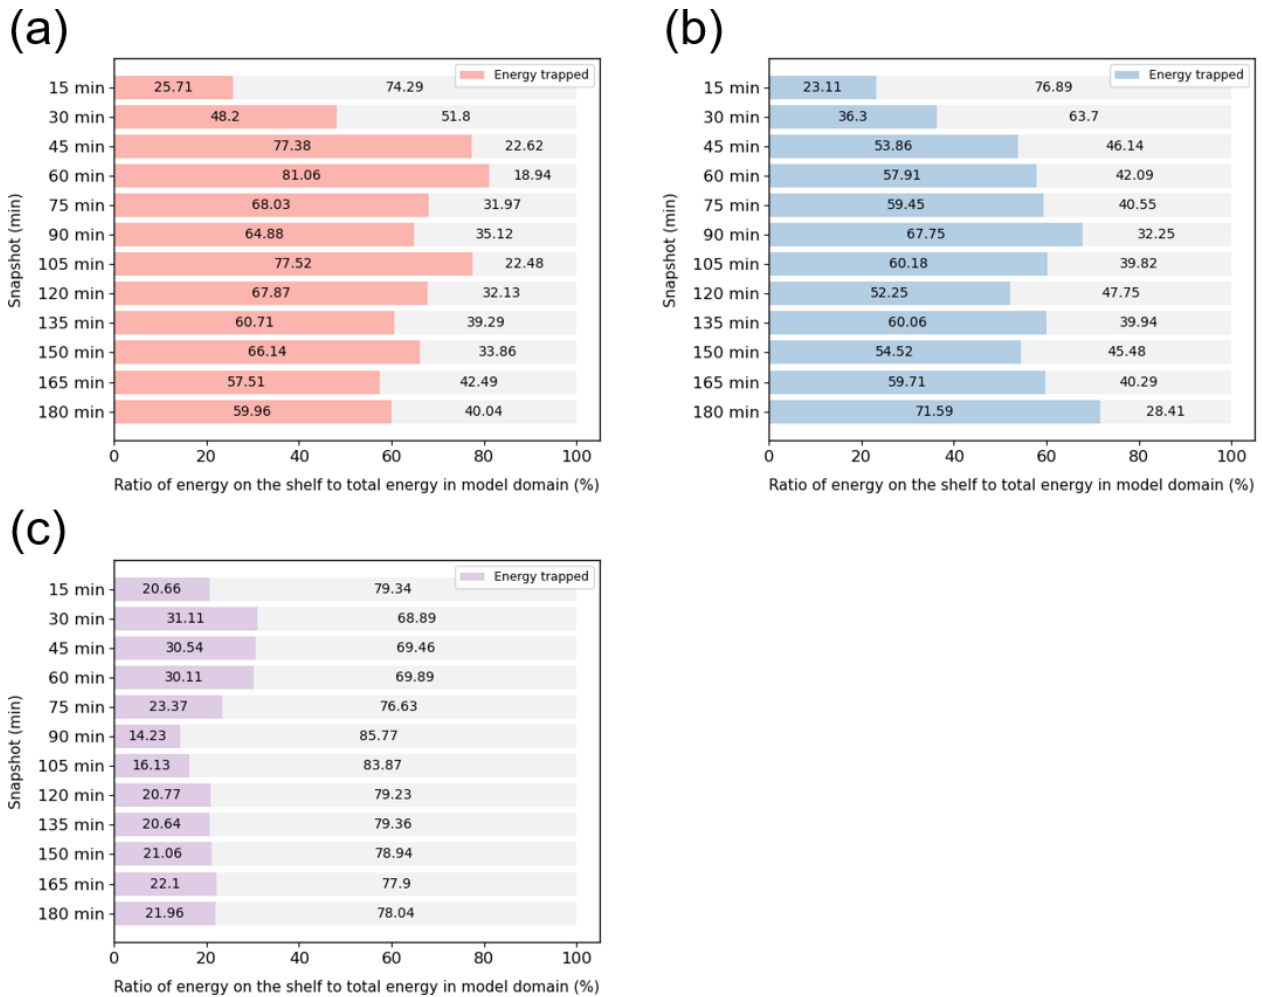 (a)
Energy trapped
15 min 25.71 74.29
30 min 48.2 51.8
45 min 77.38 22.62
60 min 81.06 18.94
75 min 68.03 31.97
90 min 64.88 35.12
105 min 77.52 22.48
120 min 67.87 32.13
135 min 60.71 39.29
150 min 66.14 33.86
165 min 57.51 42.49
180 min 59.96 40.04
Snapshot (min)
0 20 40 60 80 100
Ratio of energy on the shelf to total energy in model domain (%)
(b)
Energy trapped
15 min 23.11 76.89
30 min 36.3 63.7
45 min 53.86 46.14
60 min 57.91 42.09
75 min 59.45 40.55
90 min 67.75 32.25
105 min 60.18 39.82
120 min 52.25 47.75
135 min 60.06 39.94
150 min 54.52 45.48
165 min 59.71 40.29
180 min 71.59 28.41
Snapshot (min)
0 20 40 60 80 100
Ratio of energy on the shelf to total energy in model domain (%)
(c)
Energy trapped
15 min 20.66 79.34
30 min 31.11 68.89
45 min 30.54 69.46
60 min 30.11 69.89
75 min 23.37 76.63
90 min 14.23 85.77
105 min 16.13 83.87
120 min 20.77 79.23
135 min 20.64 79.36
150 min 21.06 78.94
165 min 22.1 77.9
180 min 21.96 78.04
Snapshot (min)
0 20 40 60 80 100
Ratio of energy on the shelf to total energy in model domain (%)